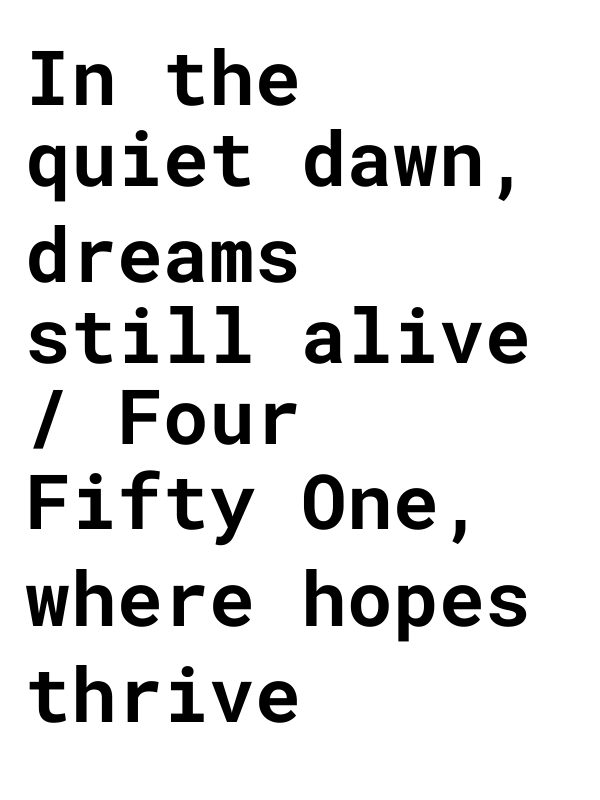 In the
quiet dawn,
dreams
still alive
/ Four
Fifty One,
where hopes
thrive